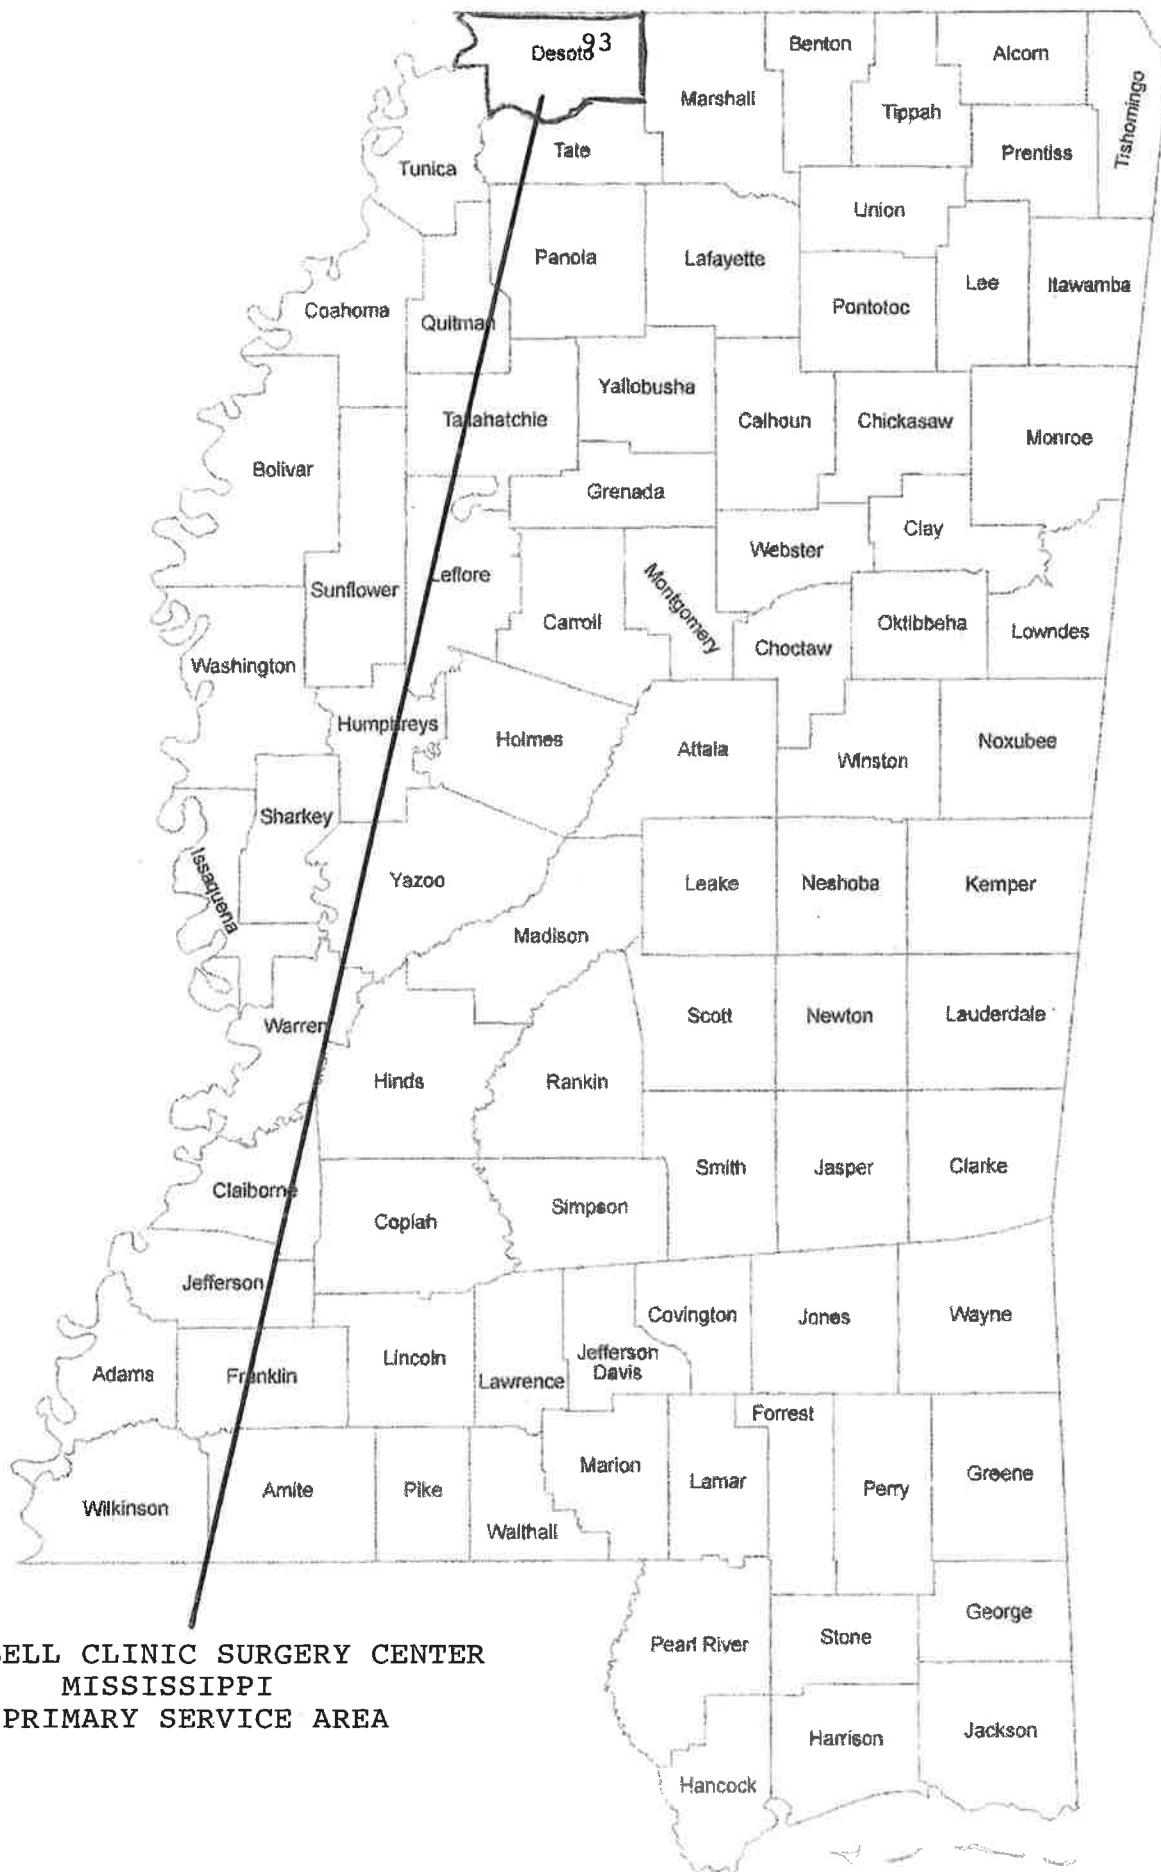 93
Desoto
Benton
Alcorn
Marshall
Tippah
Tishomingo
Tate
Prentiss
Tunica
Union
Panola
Lafayette
Lee
Itawamba
Coahoma
Quitman
Pontotoc
Yallobusha
Tallahatchie
Calhoun
Chickasaw
Monroe
Bolivar
Grenada
Clay
Webster
Sunflower
Leflore
Montgomery
Carroll
Oktibbeha
Lowndes
Choctaw
Washington
Humphreys
Holmes
Attala
Winston
Noxubee
Sharkey
Issaquena
Yazoo
Leake
Neshoba
Kemper
Madison
Scott
Newton
Lauderdale
Warren
Hinds
Rankin
Smith
Jasper
Clarke
Claiborne
Copiah
Simpson
Jefferson
Covington
Jones
Wayne
Adams
Franklin
Lincoln
Lawrence
Jefferson
Davis
Forrest
Wilkinson
Amite
Pike
Walthall
Marion
Lamar
Perry
Greene
George
Pearl River
Stone
Harrison
Jackson
Hancock
ELL CLINIC SURGERY CENTER
MISSISSIPPI
PRIMARY SERVICE AREA